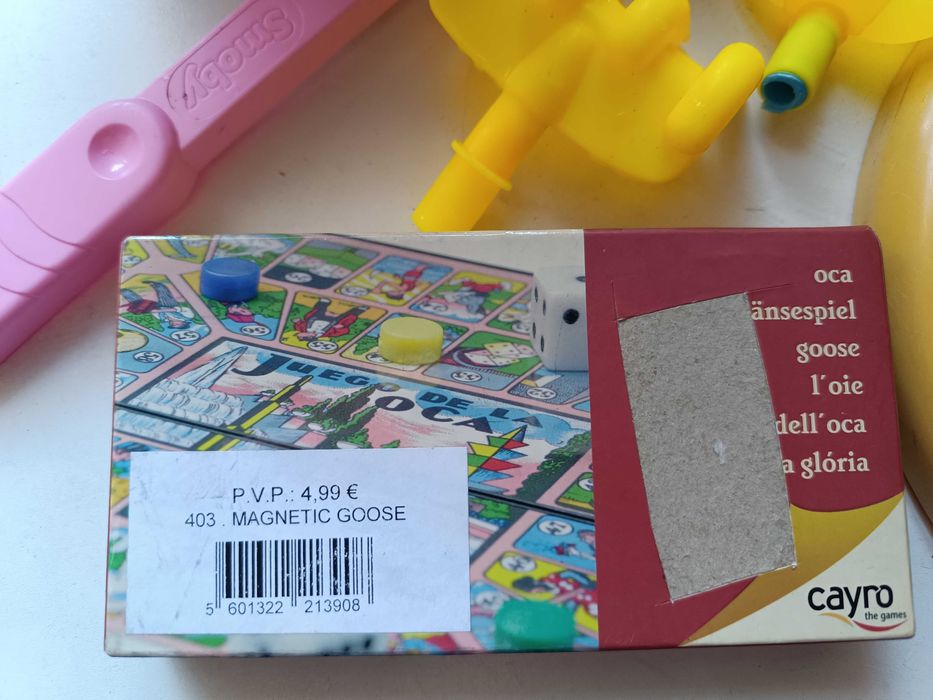 Smoby
JUEGO
DE LA
OCA
P.V.P.: 4,99 €
403 . MAGNETIC GOOSE
5 601322 213908
oca
änsespiel
goose
l'oie
dell'oca
a glória
cayro
the games